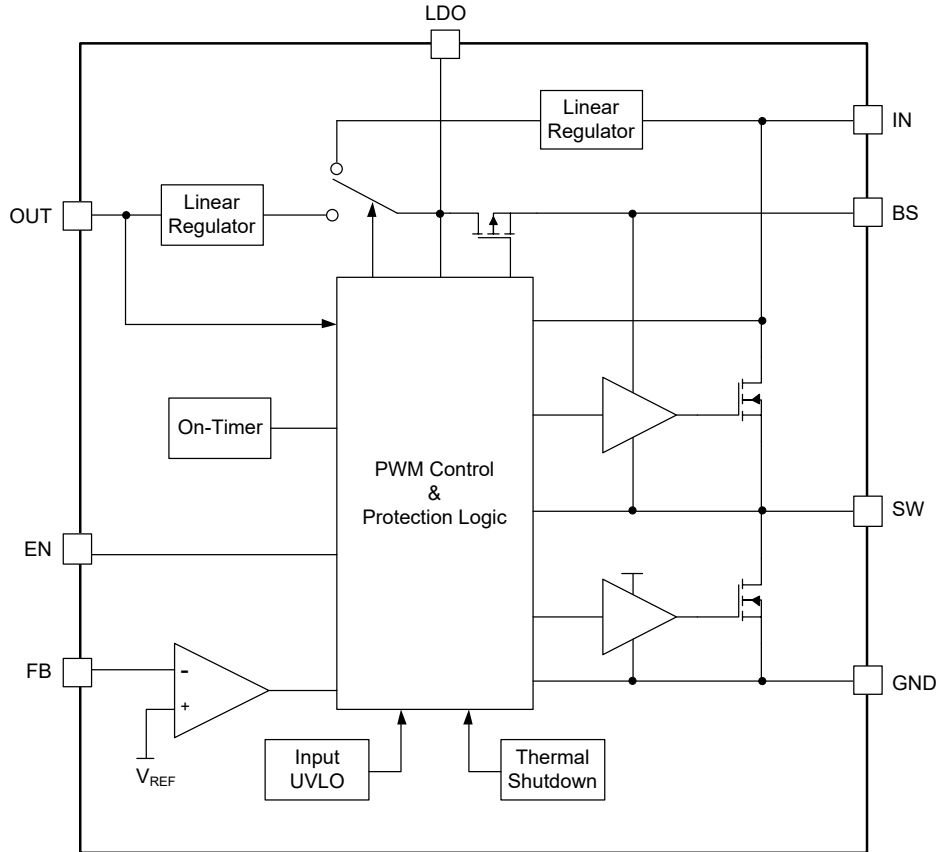 LDO
Linear
Regulator
IN
OUT
Linear
Regulator
BS
On-Timer
PWM Control
&
Protection Logic
SW
EN
FB
-
+
VREF
GND
Input
UVLO
Thermal
Shutdown